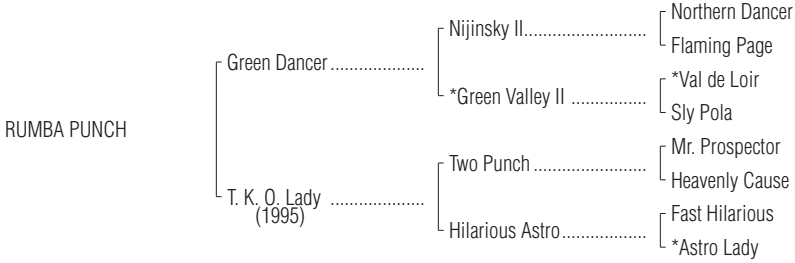 Northern Dancer
Nijinsky II..........................
Flaming Page
Green Dancer ....................
*Val de Loir
*Green Valley II ................
Sly Pola
RUMBA PUNCH
Mr. Prospector
Two Punch ........................
Heavenly Cause
T. K. O. Lady ....................
(1995)
Fast Hilarious
Hilarious Astro..................
*Astro Lady